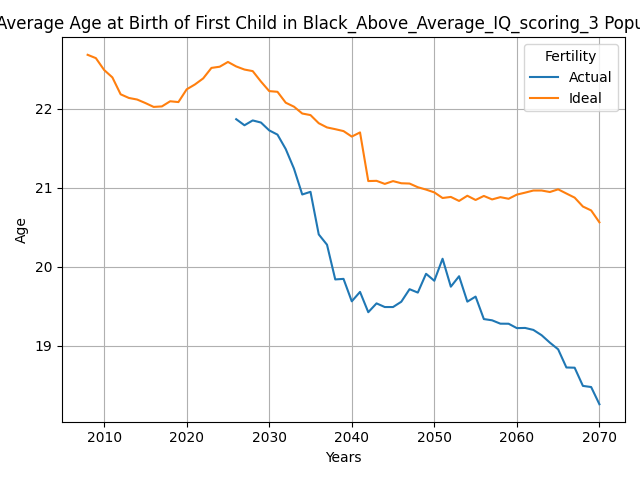 Average Age at Birth of First Child in Black_Above_Average_IQ_scoring_3 Popu
Fertility
Actual
Ideal
22
21
20
19
Age
2010 2020 2030 2040 2050 2060 2070
Years